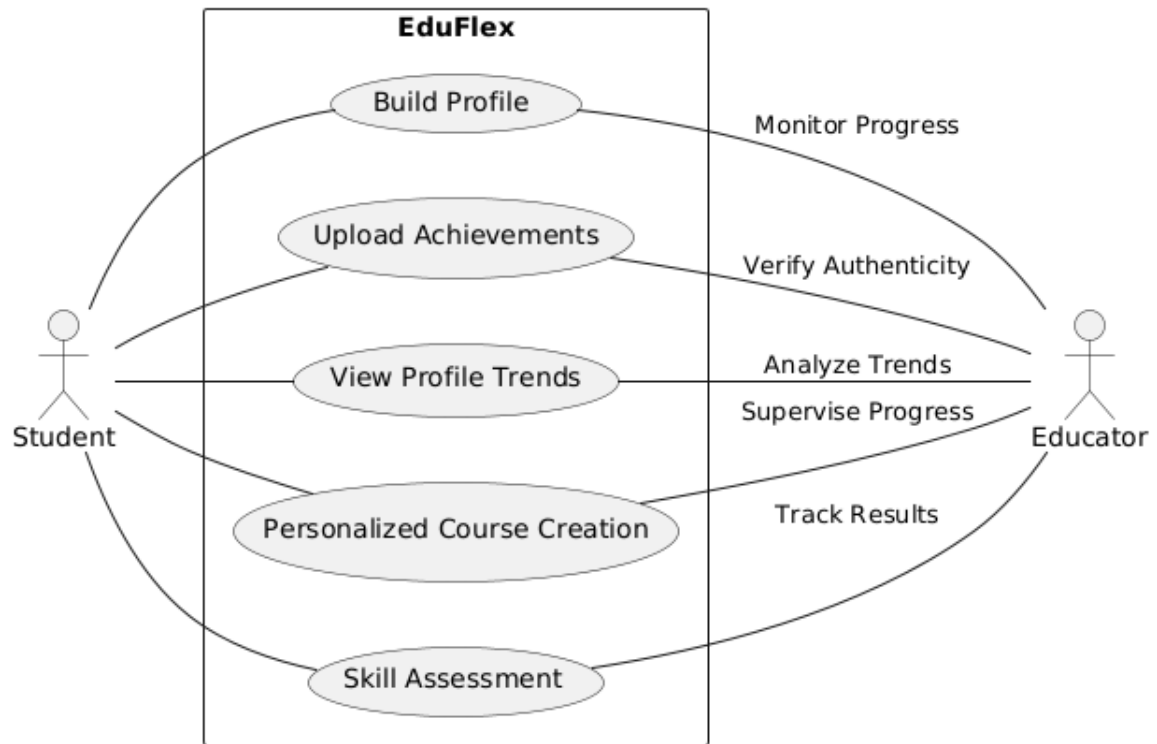 EduFlex
Build Profile
Monitor Progress
Upload Achievements
Verify Authenticity
View Profile Trends
Analyze Trends
Supervise Progress
Student
Educator
Personalized Course Creation
Track Results
Skill Assessment